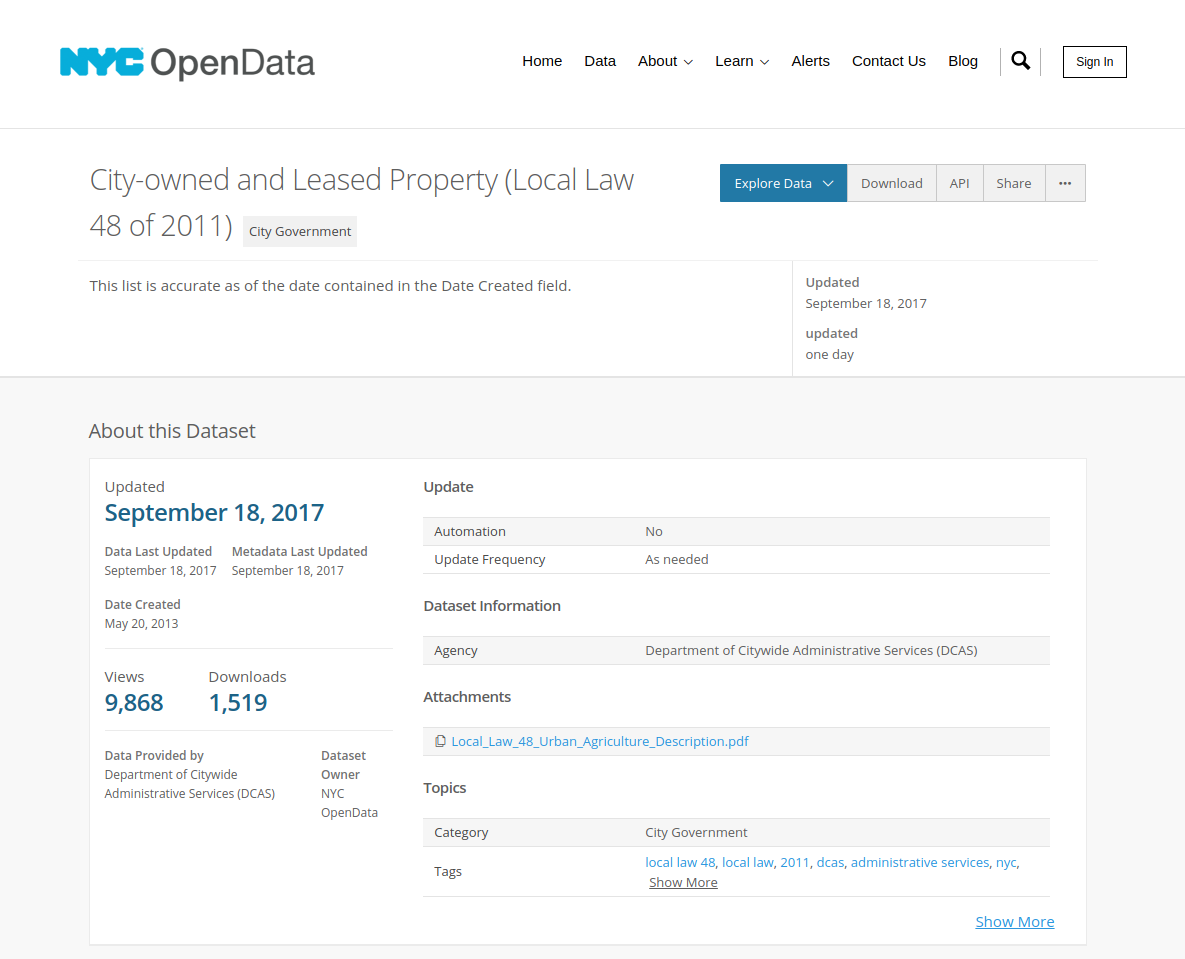 NYC OpenData
Home Data About Learn Alerts Contact Us Blog Sign In
City-owned and Leased Property (Local Law
48 of 2011) City Government
Explore Data Download API Share •••
This list is accurate as of the date contained in the Date Created field.
Updated
September 18, 2017
updated
one day
About this Dataset
Updated
September 18, 2017
Data Last Updated Metadata Last Updated
September 18, 2017 September 18, 2017
Date Created
May 20, 2013
Views Downloads
9,868 1,519
Data Provided by
Department of Citywide
Administrative Services (DCAS)
Dataset
Owner
NYC
OpenData
Update
Automation No
Update Frequency As needed
Dataset Information
Agency Department of Citywide Administrative Services (DCAS)
Attachments
Local_Law_48_Urban_Agriculture_Description.pdf
Topics
Category City Government
Tags local law 48, local law, 2011, dcas, administrative services, nyc,
Show More
Show More